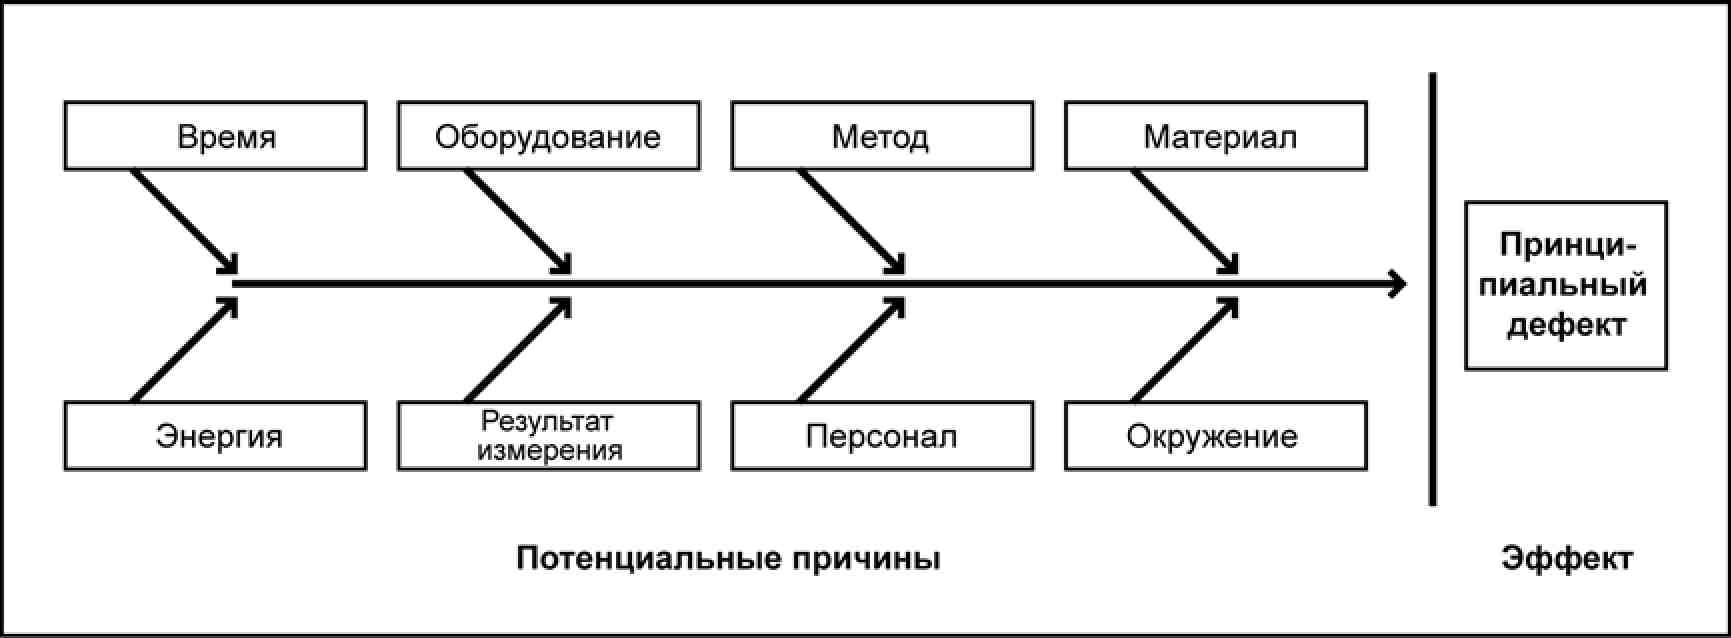 Время
Оборудование
Метод
Материал
Принци-
пиальный
дефект
Энергия
Результат
измерения
Персонал
Окружение
Потенциальные причины
Эффект